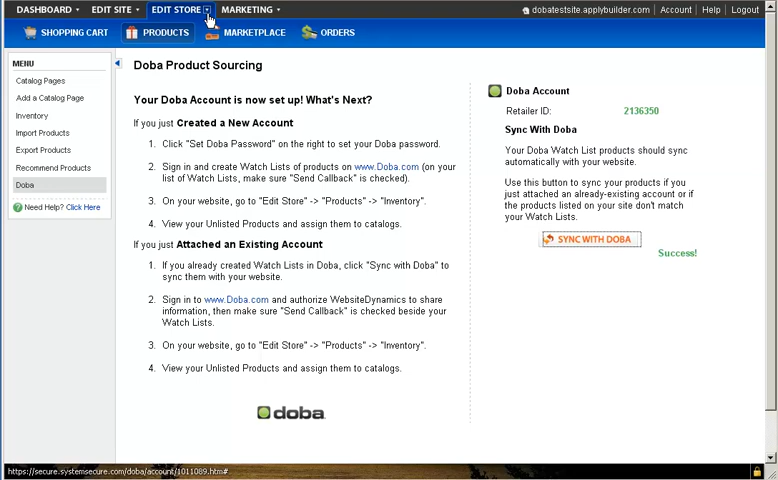 DASHBOARD EDIT SITE EDIT STORE MARKETING dobatestsite.applybuilder.com | Account | Help | Logout
SHOPPING CART PRODUCTS MARKETPLACE ORDERS
MENU
Catalog Pages
Add a Catalog Page
Inventory
Import Products
Export Products
Recommend Products
Doba
Need Help? Click Here
Doba Product Sourcing
Your Doba Account is now set up! What's Next?
If you just Created a New Account
1. Click "Set Doba Password" on the right to set your Doba password.
2. Sign in and create Watch Lists of products on www.Doba.com (on your
list of Watch Lists, make sure "Send Callback" is checked).
3. On your website, go to "Edit Store" -> "Products" -> "Inventory".
4. View your Unlisted Products and assign them to catalogs.
If you just Attached an Existing Account
1. If you already created Watch Lists in Doba, click "Sync with Doba" to
sync them with your website.
2. Sign in to www.Doba.com and authorize WebsiteDynamics to share
information, then make sure "Send Callback" is checked beside your
Watch Lists.
3. On your website, go to "Edit Store" -> "Products" -> "Inventory".
4. View your Unlisted Products and assign them to catalogs.
doba
Doba Account
Retailer ID: 2136350
Sync With Doba
Your Doba Watch List products should sync
automatically with your website.
Use this button to sync your products if you
just attached an already-existing account or if
the products listed on your site don't match
your Watch Lists.
SYNC WITH DOBA
Success!
https://secure.systemsecure.com/doba/account/1011089.htm#